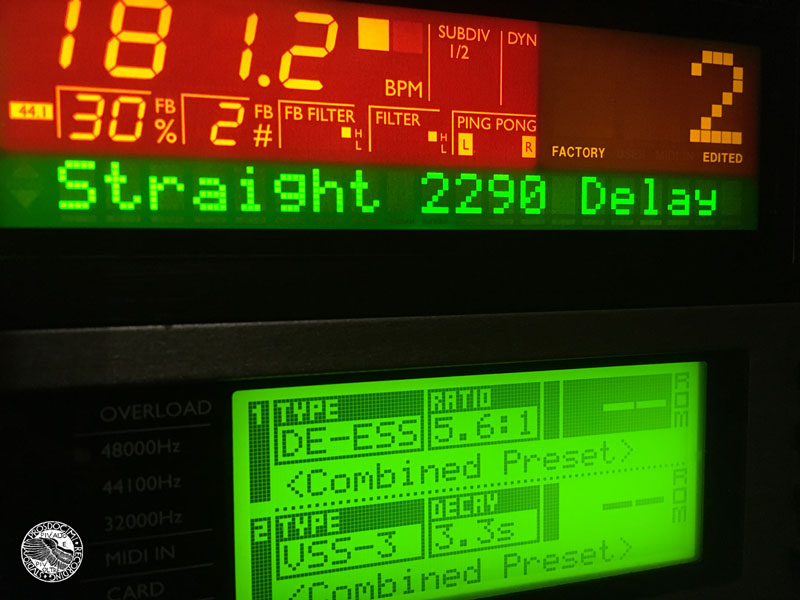 181.2 BPM SUBDIV 1/2 DYN
44.1 30 FB % 2 FB # FB FILTER H L FILTER H L PING PONG L R
2
FACTORY EDITED
Straight 2290 Delay
OVERLOAD
48000Hz
44100Hz
32000Hz
MIDI IN
CARD
1 TYPE RATIO
DE-ESS 5.6:1 -- ROM
<Combined Preset>
2 TYPE DECAY
VSS-3 3.3s -- ROM
<Combined Preset>